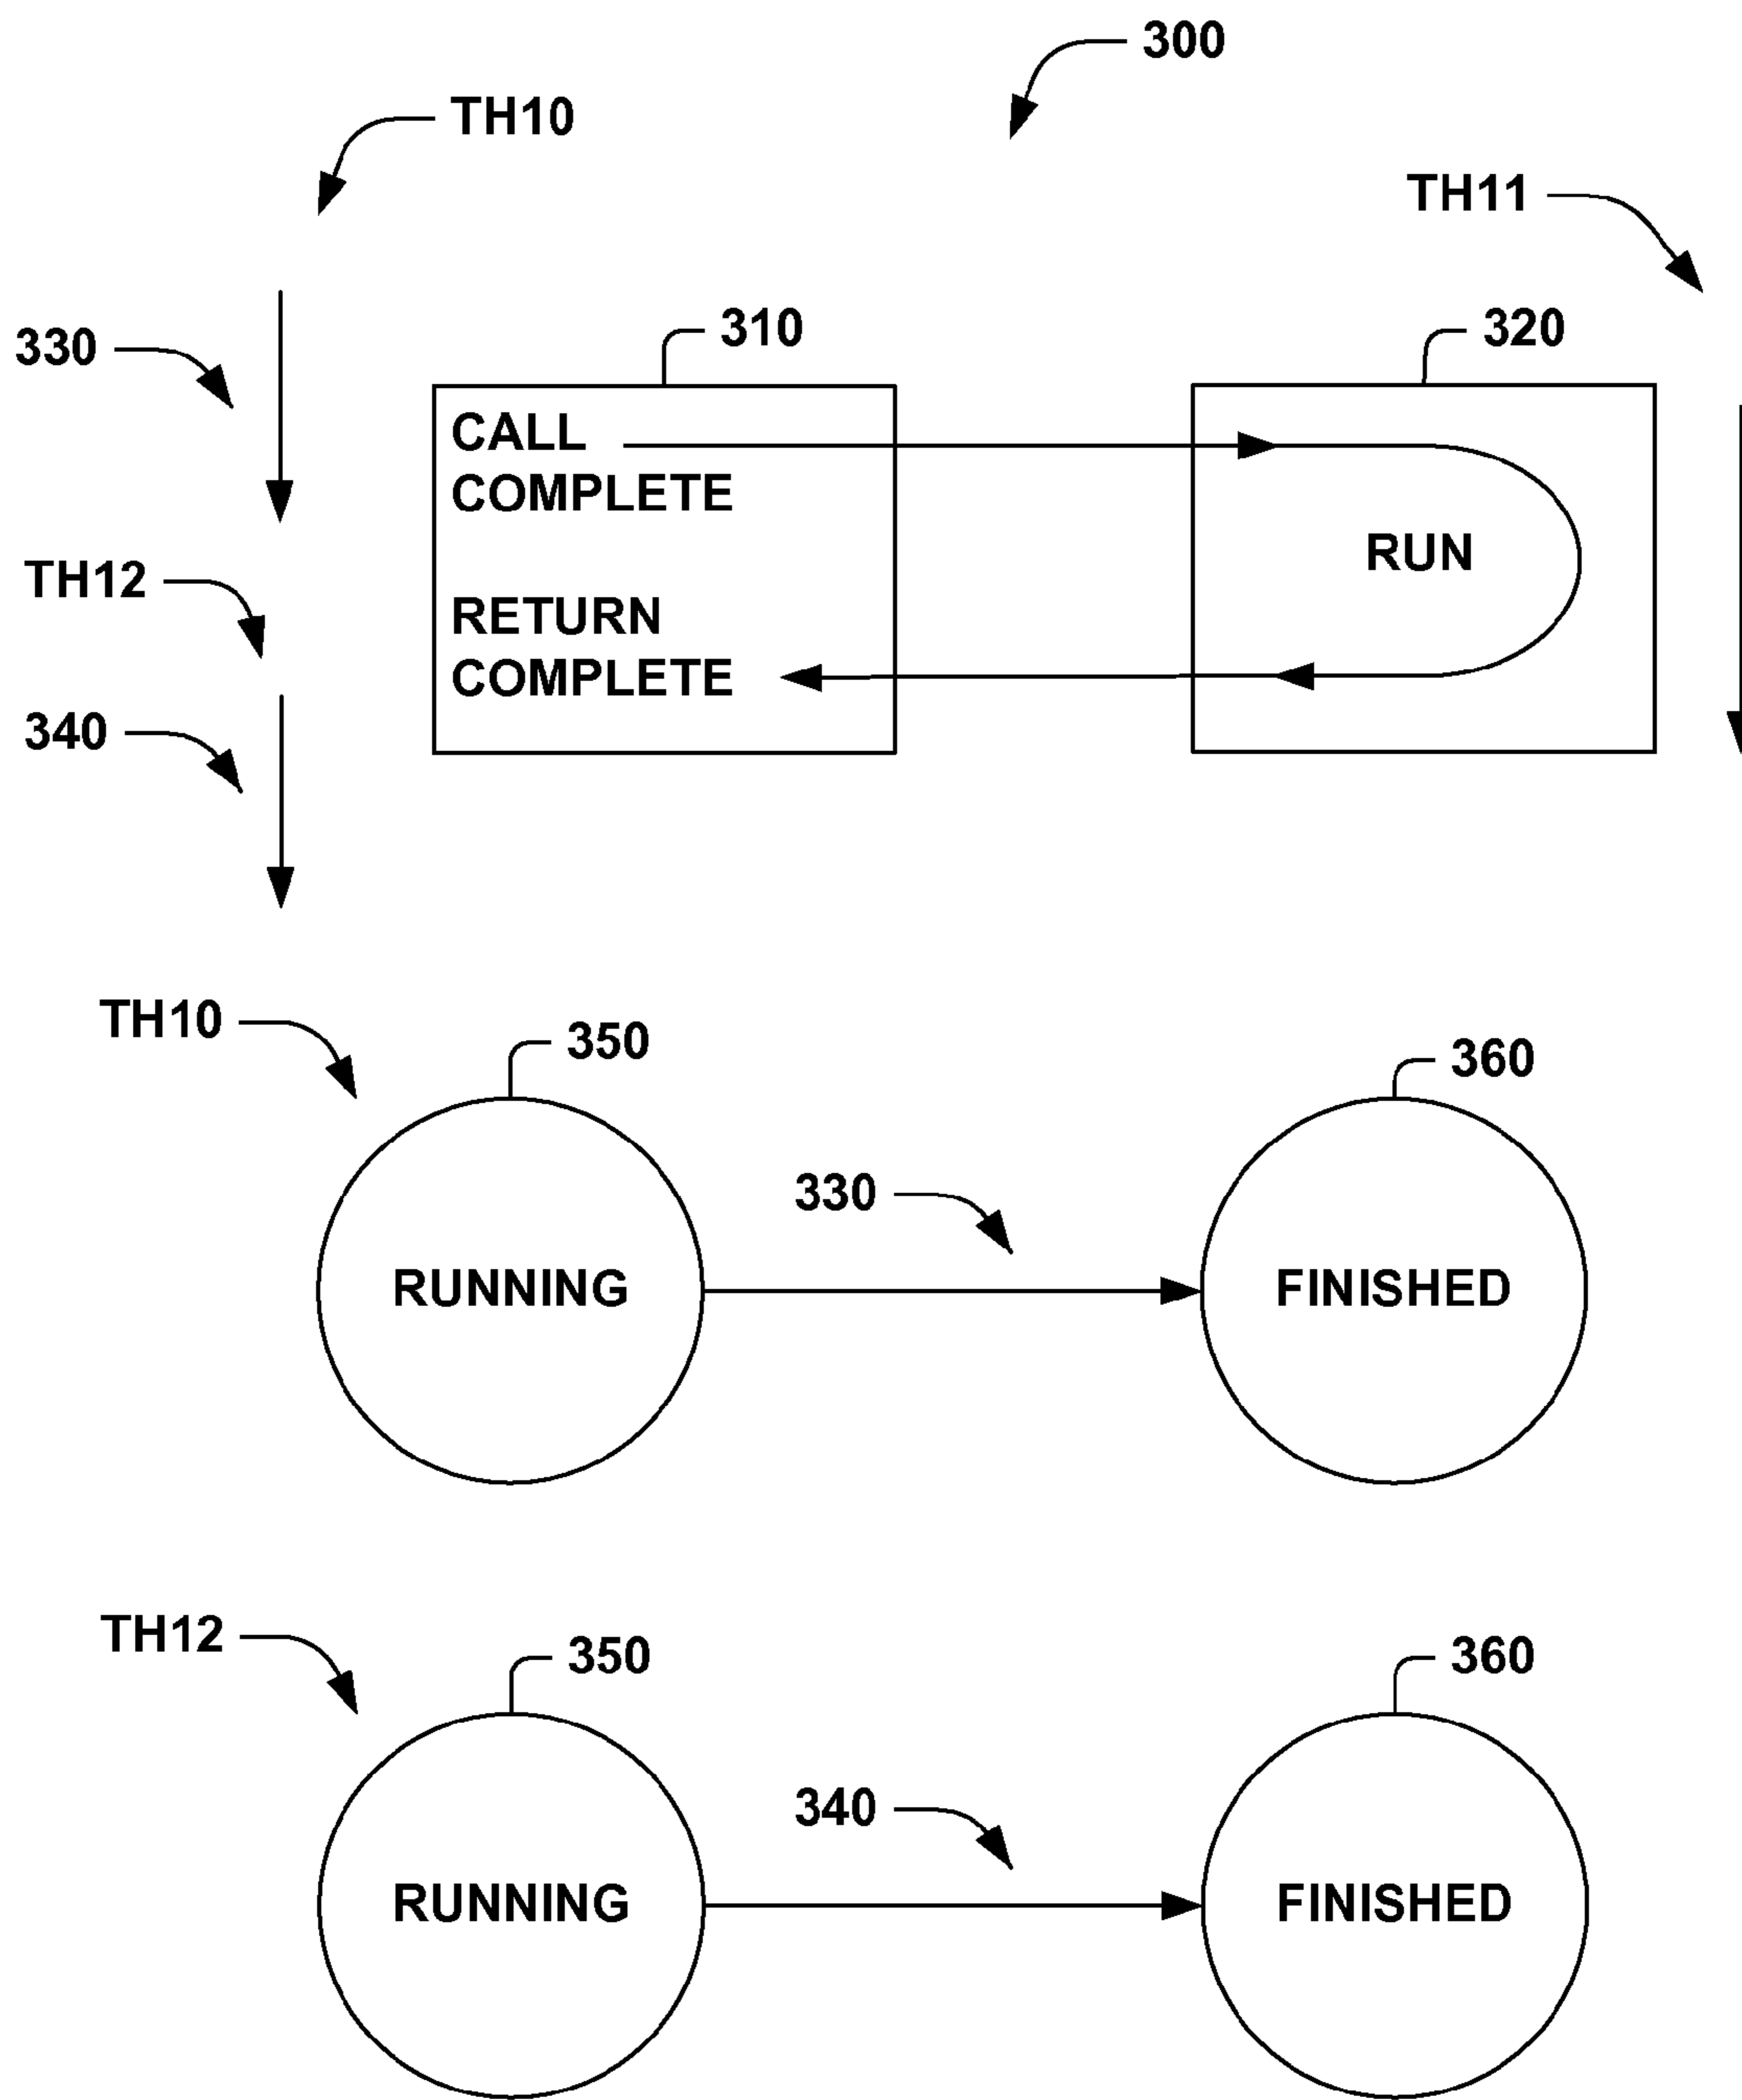 300
TH10
TH11
330
310
320
CALL
COMPLETE
TH12
RUN
RETURN
COMPLETE
340
TH10
350
360
330
RUNNING
FINISHED
TH12
350
360
340
RUNNING
FINISHED